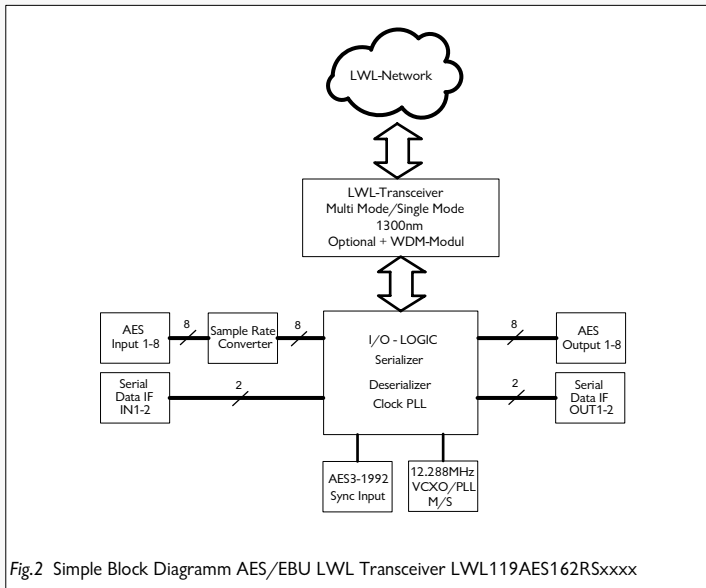 LWL-Network
LWL-Transceiver
Multi Mode/Single Mode
1300nm
Optional + WDM-Modul
AES
Input 1-8
8
Sample Rate
Converter
8
I/O - LOGIC
Serializer
Deserializer
Clock PLL
8
AES
Output 1-8
Serial
Data IF
IN1-2
2
2
Serial
Data IF
OUT1-2
AES3-1992
Sync Input
12.288MHz
VCXO/PLL
M/S
Fig.2 Simple Block Diagramm AES/EBU LWL Transceiver LWL119AES162RSxxxx